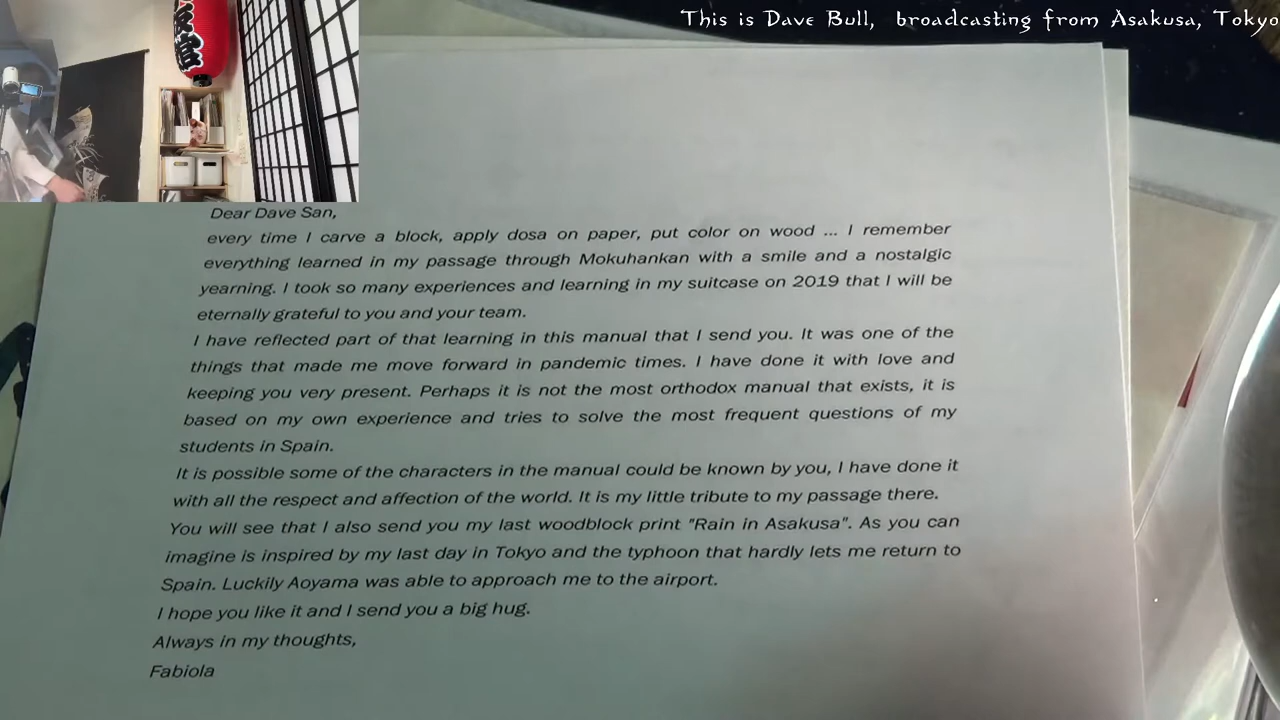 This is Dave Bull, broadcasting from Asakusa, Tokyo
Dear Dave San,
every time I carve a block, apply dosa on paper, put color on wood ... I remember
everything learned in my passage through Mokuhankan with a smile and a nostalgic
yearning. I took so many experiences and learning in my suitcase on 2019 that I will be
eternally grateful to you and your team.
I have reflected part of that learning in this manual that I send you. It was one of the
things that made me move forward in pandemic times. I have done it with love and
keeping you very present. Perhaps it is not the most orthodox manual that exists, it is
based on my own experience and tries to solve the most frequent questions of my
students in Spain.
It is possible some of the characters in the manual could be known by you, I have done it
with all the respect and affection of the world. It is my little tribute to my passage there.
You will see that I also send you my last woodblock print "Rain in Asakusa". As you can
imagine is inspired by my last day in Tokyo and the typhoon that hardly lets me return to
Spain. Luckily Aoyama was able to approach me to the airport.
I hope you like it and I send you a big hug.
Always in my thoughts,
Fabiola